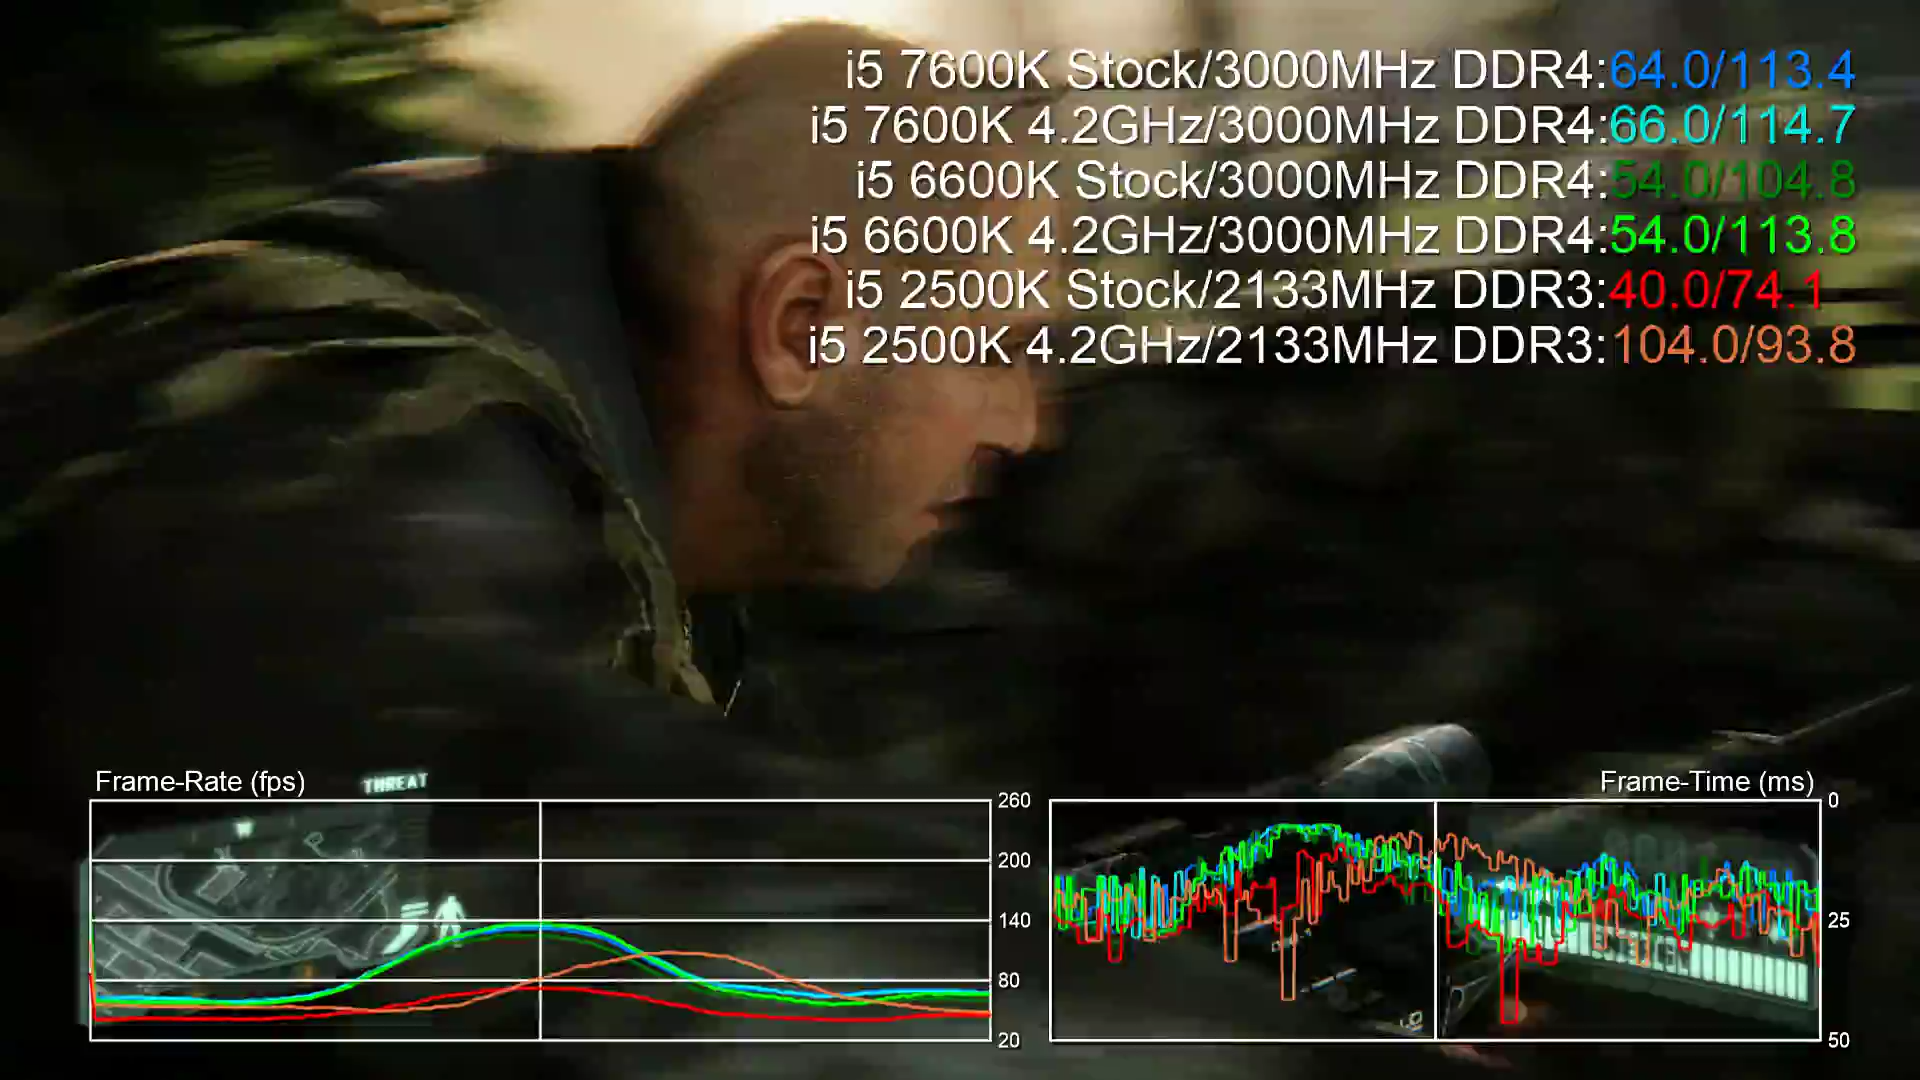 i5 7600K Stock/3000MHz DDR4:64.0/113.4
i5 7600K 4.2GHz/3000MHz DDR4:66.0/114.7
i5 6600K Stock/3000MHz DDR4:54.0/104.8
i5 6600K 4.2GHz/3000MHz DDR4:54.0/113.8
i5 2500K Stock/2133MHz DDR3:40.0/74.1
i5 2500K 4.2GHz/2133MHz DDR3:104.0/93.8
Frame-Rate (fps)
THREAT
260
200
140
80
20
Frame-Time (ms)
0
25
50